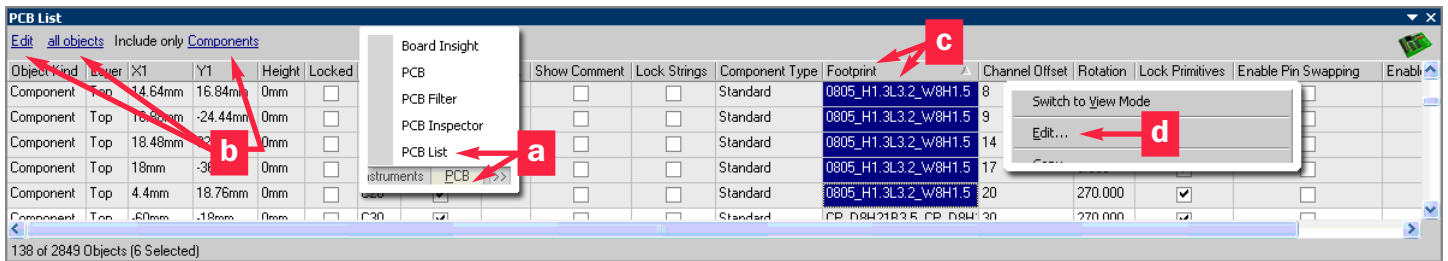 PCB List
Edit all objects Include only Components
Board Insight
PCB
PCB Filter
PCB Inspector
PCB List
struments PCB >>
a
b
c
d
Object Kind Layer X1 Y1 Height Locked Show Comment Lock Strings Component Type Footprint Channel Offset Rotation Lock Primitives Enable Pin Swapping Enabl
Component Top 14.64mm 16.84mm 0mm Standard 0805_H1.3L3.2_W8H1.5 8
Component Top -24.44mm 0mm Standard 0805_H1.3L3.2_W8H1.5 9
Component Top 18.48mm 0mm Standard 0805_H1.3L3.2_W8H1.5 14
Component Top 18mm 0mm Standard 0805_H1.3L3.2_W8H1.5 17
Component Top 4.4mm 18.76mm 0mm C20 Standard 0805_H1.3L3.2_W8H1.5 20 270.000
Component Top -60mm -18mm 0mm C30 Standard CP_D8H21B3.5_CP_D8H 30 270.000
Switch to View Mode
Edit...
Copy
138 of 2849 Objects (6 Selected)